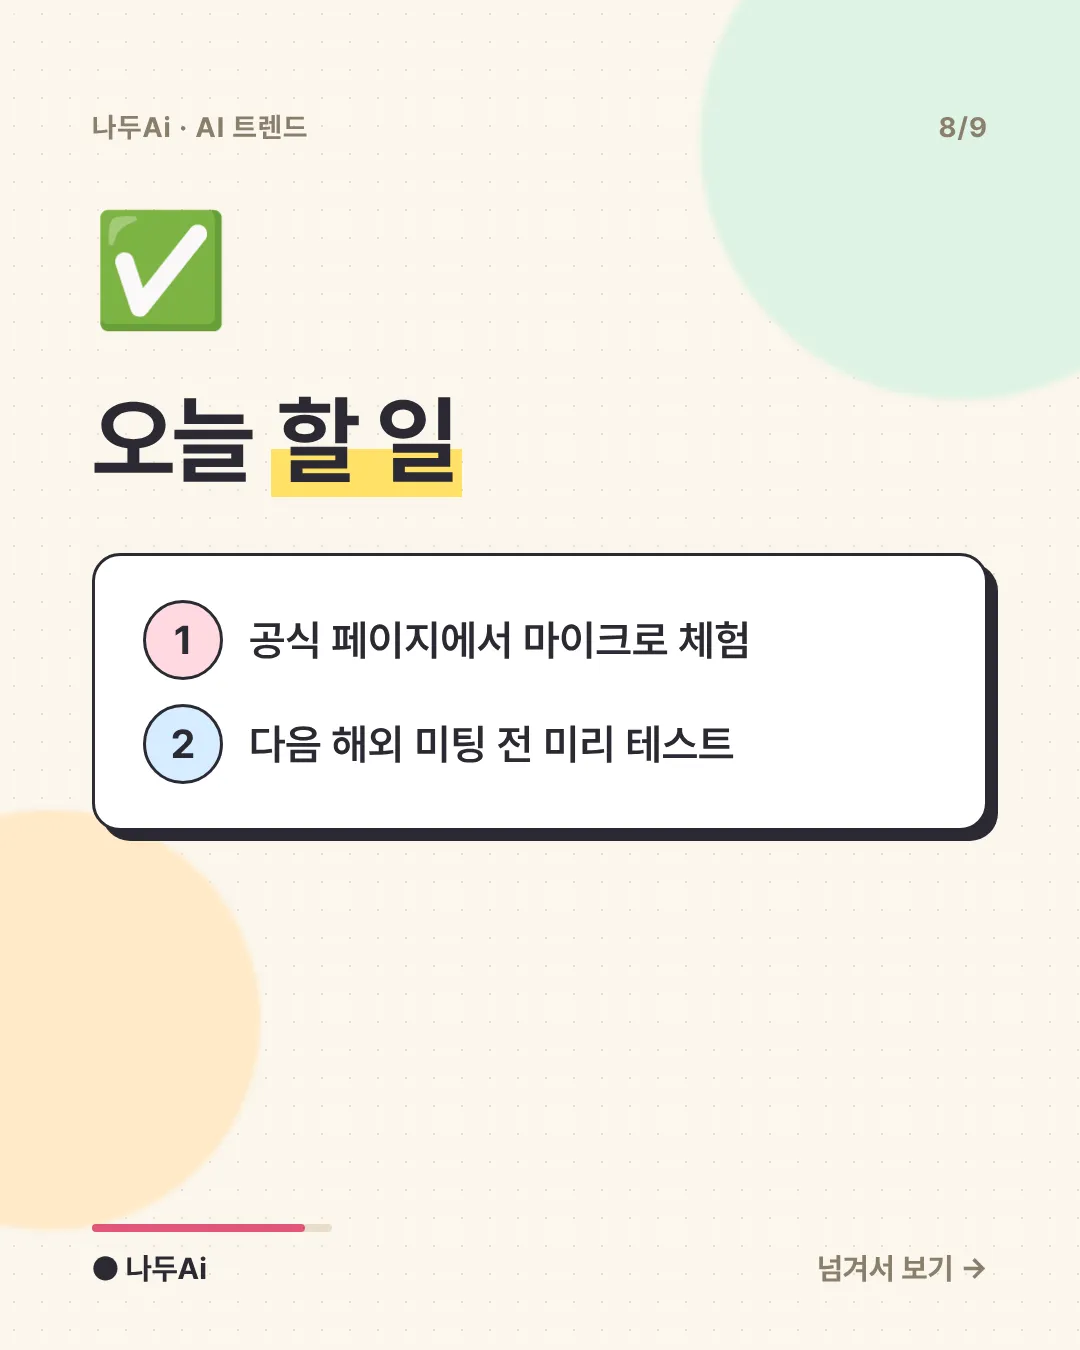 나두Ai · AI 트렌드
8/9
오늘 할 일
1 공식 페이지에서 마이크로 체험
2 다음 해외 미팅 전 미리 테스트
나두Ai
넘겨서 보기 →